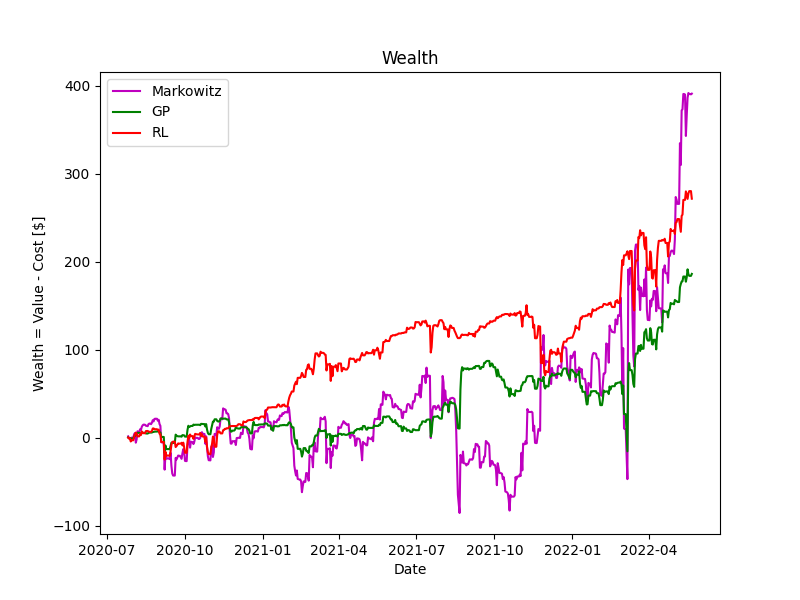 Wealth
Wealth = Value - Cost [$]
400
300
200
100
0
−100
Markowitz
GP
RL
2020-07 2020-10 2021-01 2021-04 2021-07 2021-10 2022-01 2022-04
Date